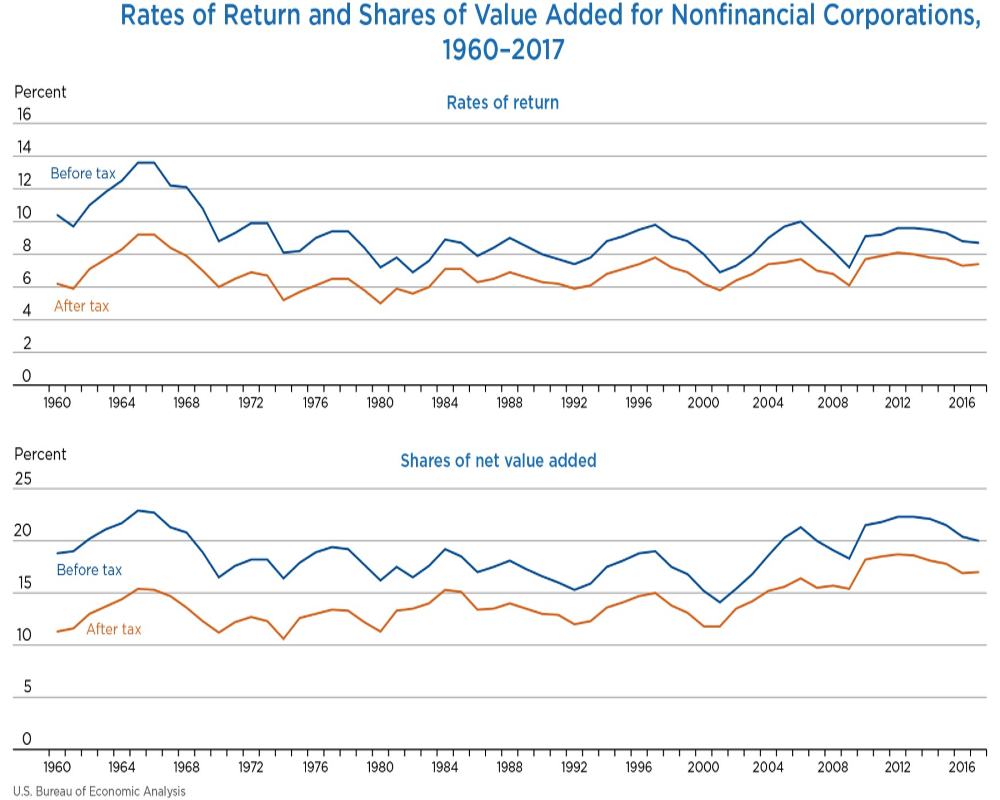 Rates of Return and Shares of Value Added for Nonfinancial Corporations,
1960–2017
Percent
Rates of return
16
14
Before tax
12
10
8
6
After tax
4
2
0
1960 1964 1968 1972 1976 1980 1984 1988 1992 1996 2000 2004 2008 2012 2016
Percent
Shares of net value added
25
20
Before tax
15
After tax
10
5
0
1960 1964 1968 1972 1976 1980 1984 1988 1992 1996 2000 2004 2008 2012 2016
U.S. Bureau of Economic Analysis